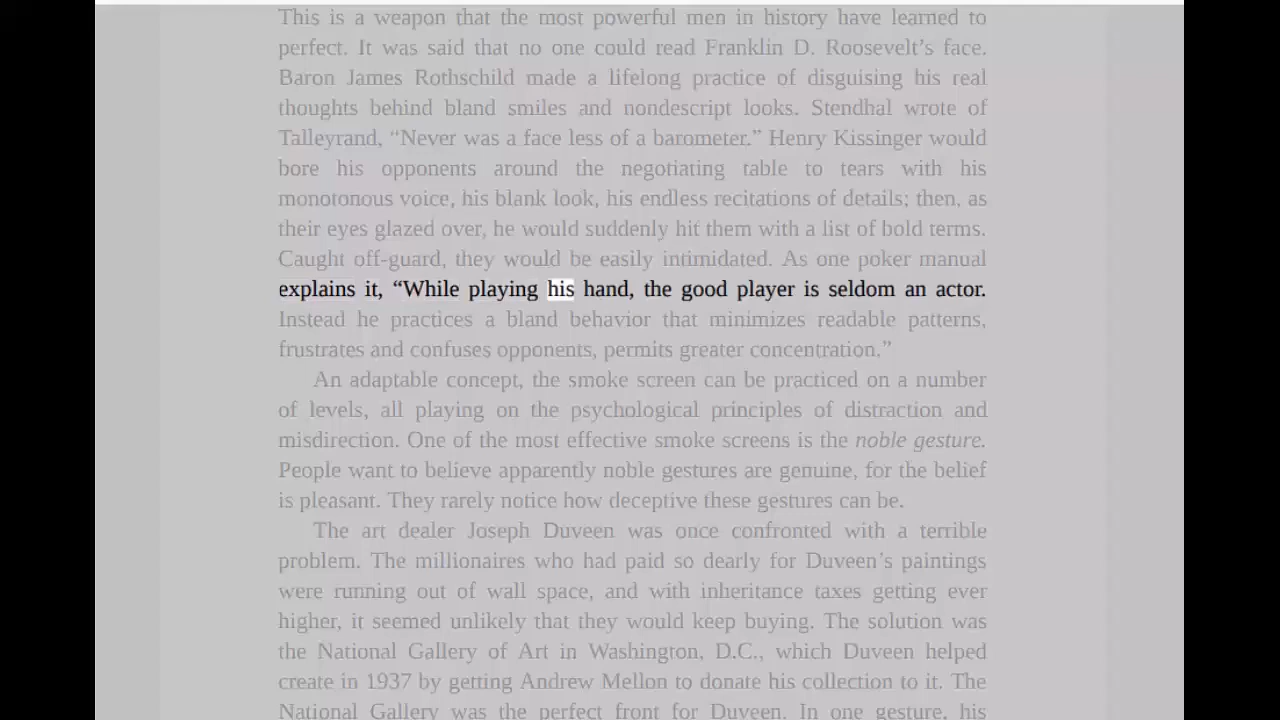 This is a weapon that the most powerful men in history have learned to
perfect. It was said that no one could read Franklin D. Roosevelt’s face.
Baron James Rothschild made a lifelong practice of disguising his real
thoughts behind bland smiles and nondescript looks. Stendhal wrote of
Talleyrand, “Never was a face less of a barometer.” Henry Kissinger would
bore his opponents around the negotiating table to tears with his
monotonous voice, his blank look, his endless recitations of details; then, as
their eyes glazed over, he would suddenly hit them with a list of bold terms.
Caught off-guard, they would be easily intimidated. As one poker manual
explains it, “While playing his hand, the good player is seldom an actor.
Instead he practices a bland behavior that minimizes readable patterns,
frustrates and confuses opponents, permits greater concentration.”
An adaptable concept, the smoke screen can be practiced on a number
of levels, all playing on the psychological principles of distraction and
misdirection. One of the most effective smoke screens is the noble gesture.
People want to believe apparently noble gestures are genuine, for the belief
is pleasant. They rarely notice how deceptive these gestures can be.
The art dealer Joseph Duveen was once confronted with a terrible
problem. The millionaires who had paid so dearly for Duveen’s paintings
were running out of wall space, and with inheritance taxes getting ever
higher, it seemed unlikely that they would keep buying. The solution was
the National Gallery of Art in Washington, D.C., which Duveen helped
create in 1937 by getting Andrew Mellon to donate his collection to it. The
National Gallery was the perfect front for Duveen. In one gesture, his